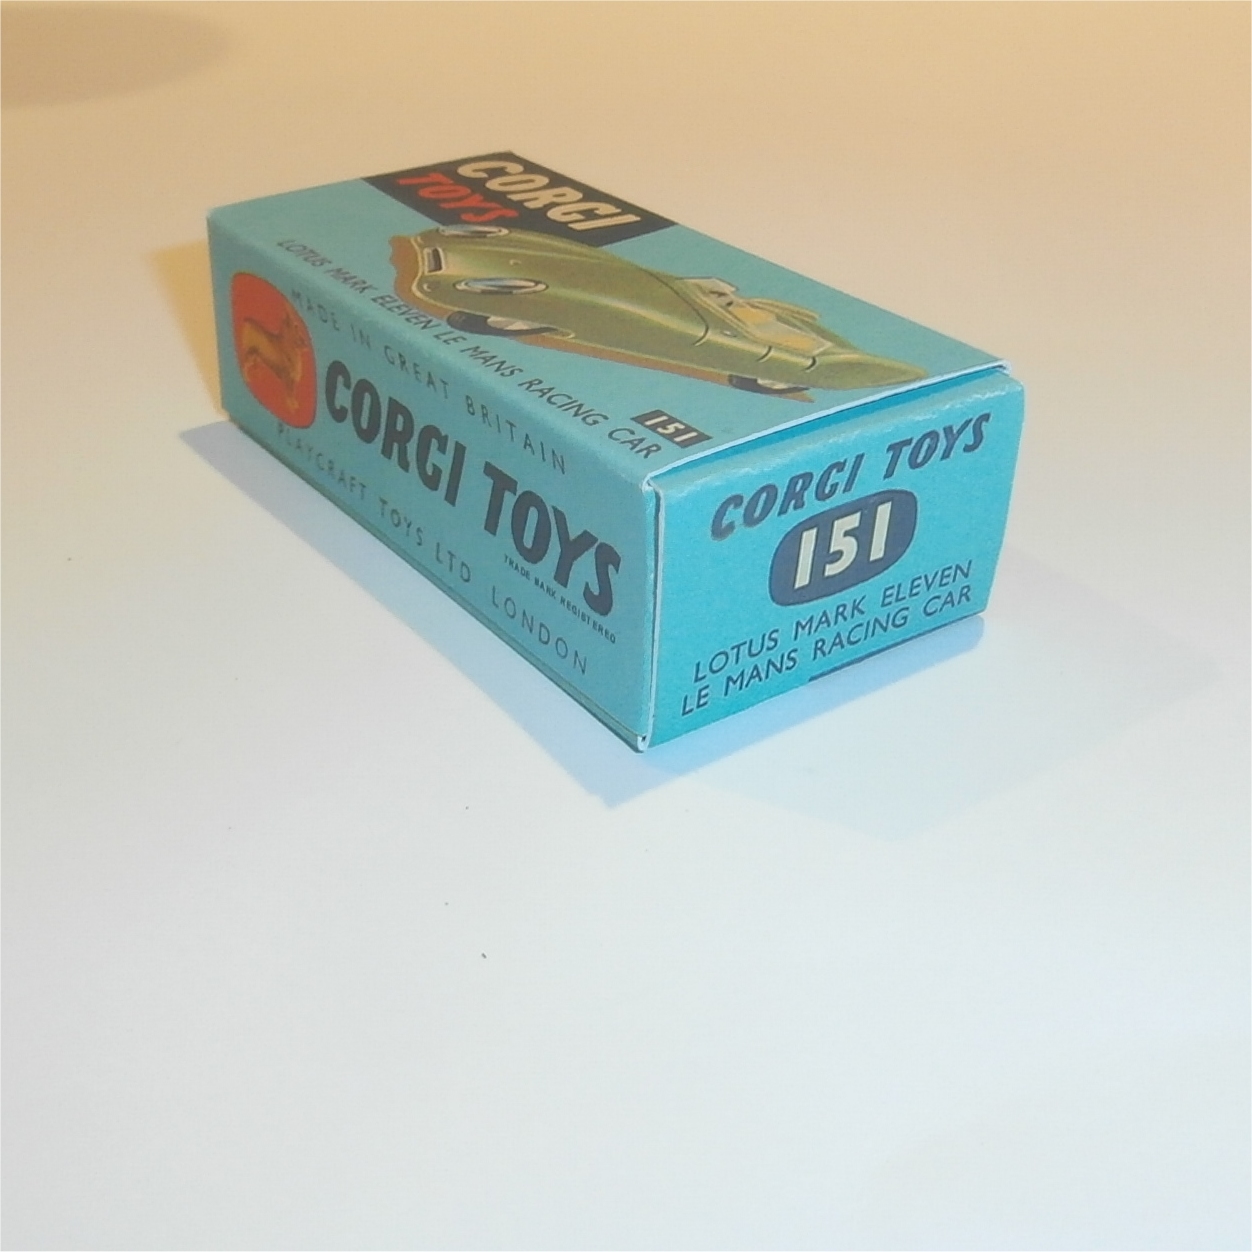 CORGI
TOYS
LOTUS MARK ELEVEN LE MANS RACING CAR
151
MADE IN GREAT BRITAIN
CORGI TOYS
TRADE MARK REGISTERED
PLAYCRAFT TOYS LTD LONDON
CORGI TOYS
151
LOTUS MARK ELEVEN
LE MANS RACING CAR